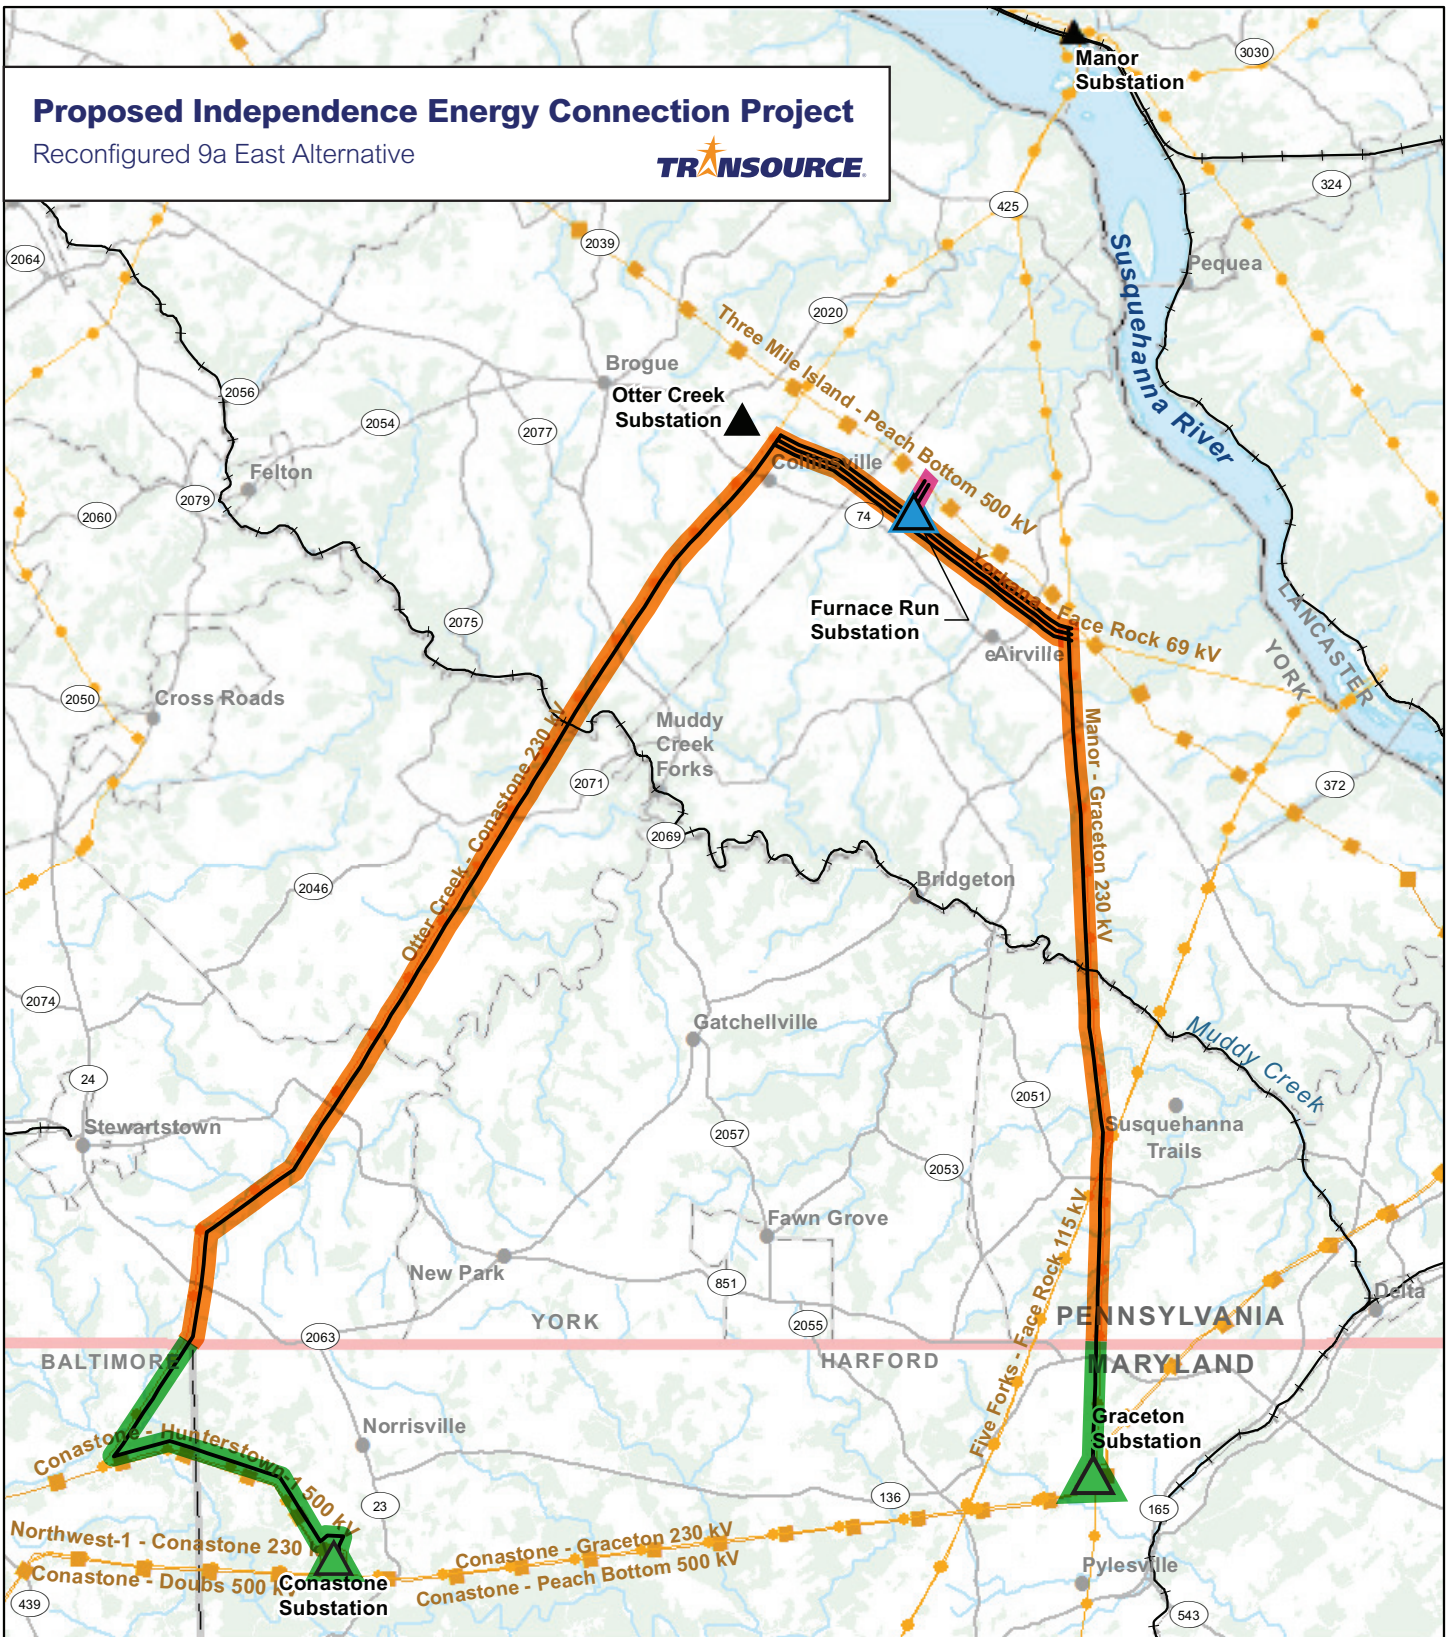 Proposed Independence Energy Connection Project
Reconfigured 9a East Alternative
TRANSOURCE
Manor
Substation
3030
324
425
2039
2064
Pequea
Susquehanna River
2020
Three Mile Island - Peach Bottom 500 kV
Brogue
Otter Creek
Substation
2056
2054
2077
Collinsville
Felton
2079
2060
74
Yorkana - Face Rock 69 kV
LANCASTER
YORK
Furnace Run
Substation
2075
eAirville
Cross Roads
2050
Muddy
Creek
Forks
Otter Creek - Conastone 230 kV
Manor - Graceton 230 kV
2071
372
2069
2046
Bridgeton
2074
Gatchellville
Muddy Creek
24
2051
Stewartstown
2057
Susquehanna
Trails
2053
Fawn Grove
New Park
851
Five Forks - Face Rock 115 kV
Delta
YORK
2055
PENNSYLVANIA
2063
BALTIMORE
HARFORD
MARYLAND
Norrisville
Graceton
Substation
Conastone - Hunterstown-1 500 kV
23
136
165
Northwest-1 - Conastone 230 kV
Conastone - Graceton 230 kV
Conastone - Doubs 500 kV
Conastone - Peach Bottom 500 kV
Pylesville
Conastone
Substation
439
543